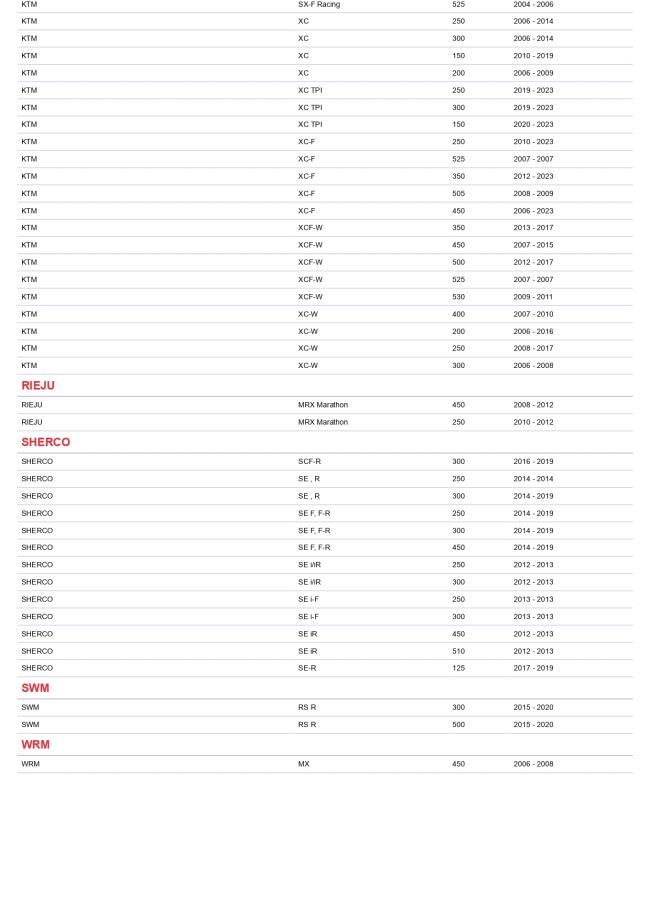 KTM SX-F Racing 525 2004 - 2006
KTM XC 250 2006 - 2014
KTM XC 300 2006 - 2014
KTM XC 150 2010 - 2019
KTM XC 200 2006 - 2009
KTM XC TPI 250 2019 - 2023
KTM XC TPI 300 2019 - 2023
KTM XC TPI 150 2020 - 2023
KTM XC-F 250 2010 - 2023
KTM XC-F 525 2007 - 2007
KTM XC-F 350 2012 - 2023
KTM XC-F 505 2008 - 2009
KTM XC-F 450 2006 - 2023
KTM XCF-W 350 2013 - 2017
KTM XCF-W 450 2007 - 2015
KTM XCF-W 500 2012 - 2017
KTM XCF-W 525 2007 - 2007
KTM XCF-W 530 2009 - 2011
KTM XC-W 400 2007 - 2010
KTM XC-W 200 2006 - 2016
KTM XC-W 250 2008 - 2017
KTM XC-W 300 2006 - 2008
RIEJU
RIEJU MRX Marathon 450 2008 - 2012
RIEJU MRX Marathon 250 2010 - 2012
SHERCO
SHERCO SCF-R 300 2016 - 2019
SHERCO SE , R 250 2014 - 2014
SHERCO SE , R 300 2014 - 2019
SHERCO SE F, F-R 250 2014 - 2019
SHERCO SE F, F-R 300 2014 - 2019
SHERCO SE F, F-R 450 2014 - 2019
SHERCO SE i/iR 250 2012 - 2013
SHERCO SE i/iR 300 2012 - 2013
SHERCO SE i-F 250 2013 - 2013
SHERCO SE i-F 300 2013 - 2013
SHERCO SE iR 450 2012 - 2013
SHERCO SE iR 510 2012 - 2013
SHERCO SE-R 125 2017 - 2019
SWM
SWM RS R 300 2015 - 2020
SWM RS R 500 2015 - 2020
WRM
WRM MX 450 2006 - 2008